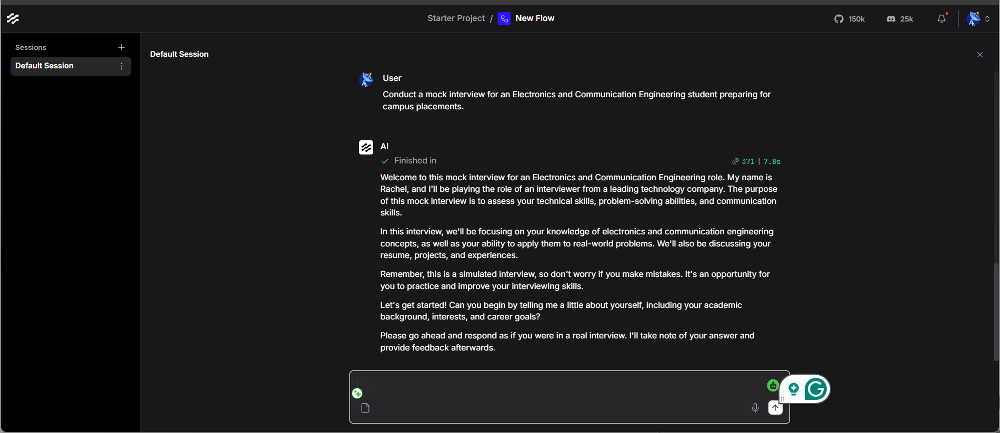 Starter Project / New Flow
150k
25k
Sessions
Default Session
Default Session
User
Conduct a mock interview for an Electronics and Communication Engineering student preparing for
campus placements.
AI
Finished in
371 | 7.8s
Welcome to this mock interview for an Electronics and Communication Engineering role. My name is
Rachel, and I'll be playing the role of an interviewer from a leading technology company. The purpose
of this mock interview is to assess your technical skills, problem-solving abilities, and communication
skills.
In this interview, we'll be focusing on your knowledge of electronics and communication engineering
concepts, as well as your ability to apply them to real-world problems. We'll also be discussing your
resume, projects, and experiences.
Remember, this is a simulated interview, so don't worry if you make mistakes. It's an opportunity for
you to practice and improve your interviewing skills.
Let's get started! Can you begin by telling me a little about yourself, including your academic
background, interests, and career goals?
Please go ahead and respond as if you were in a real interview. I'll take note of your answer and
provide feedback afterwards.